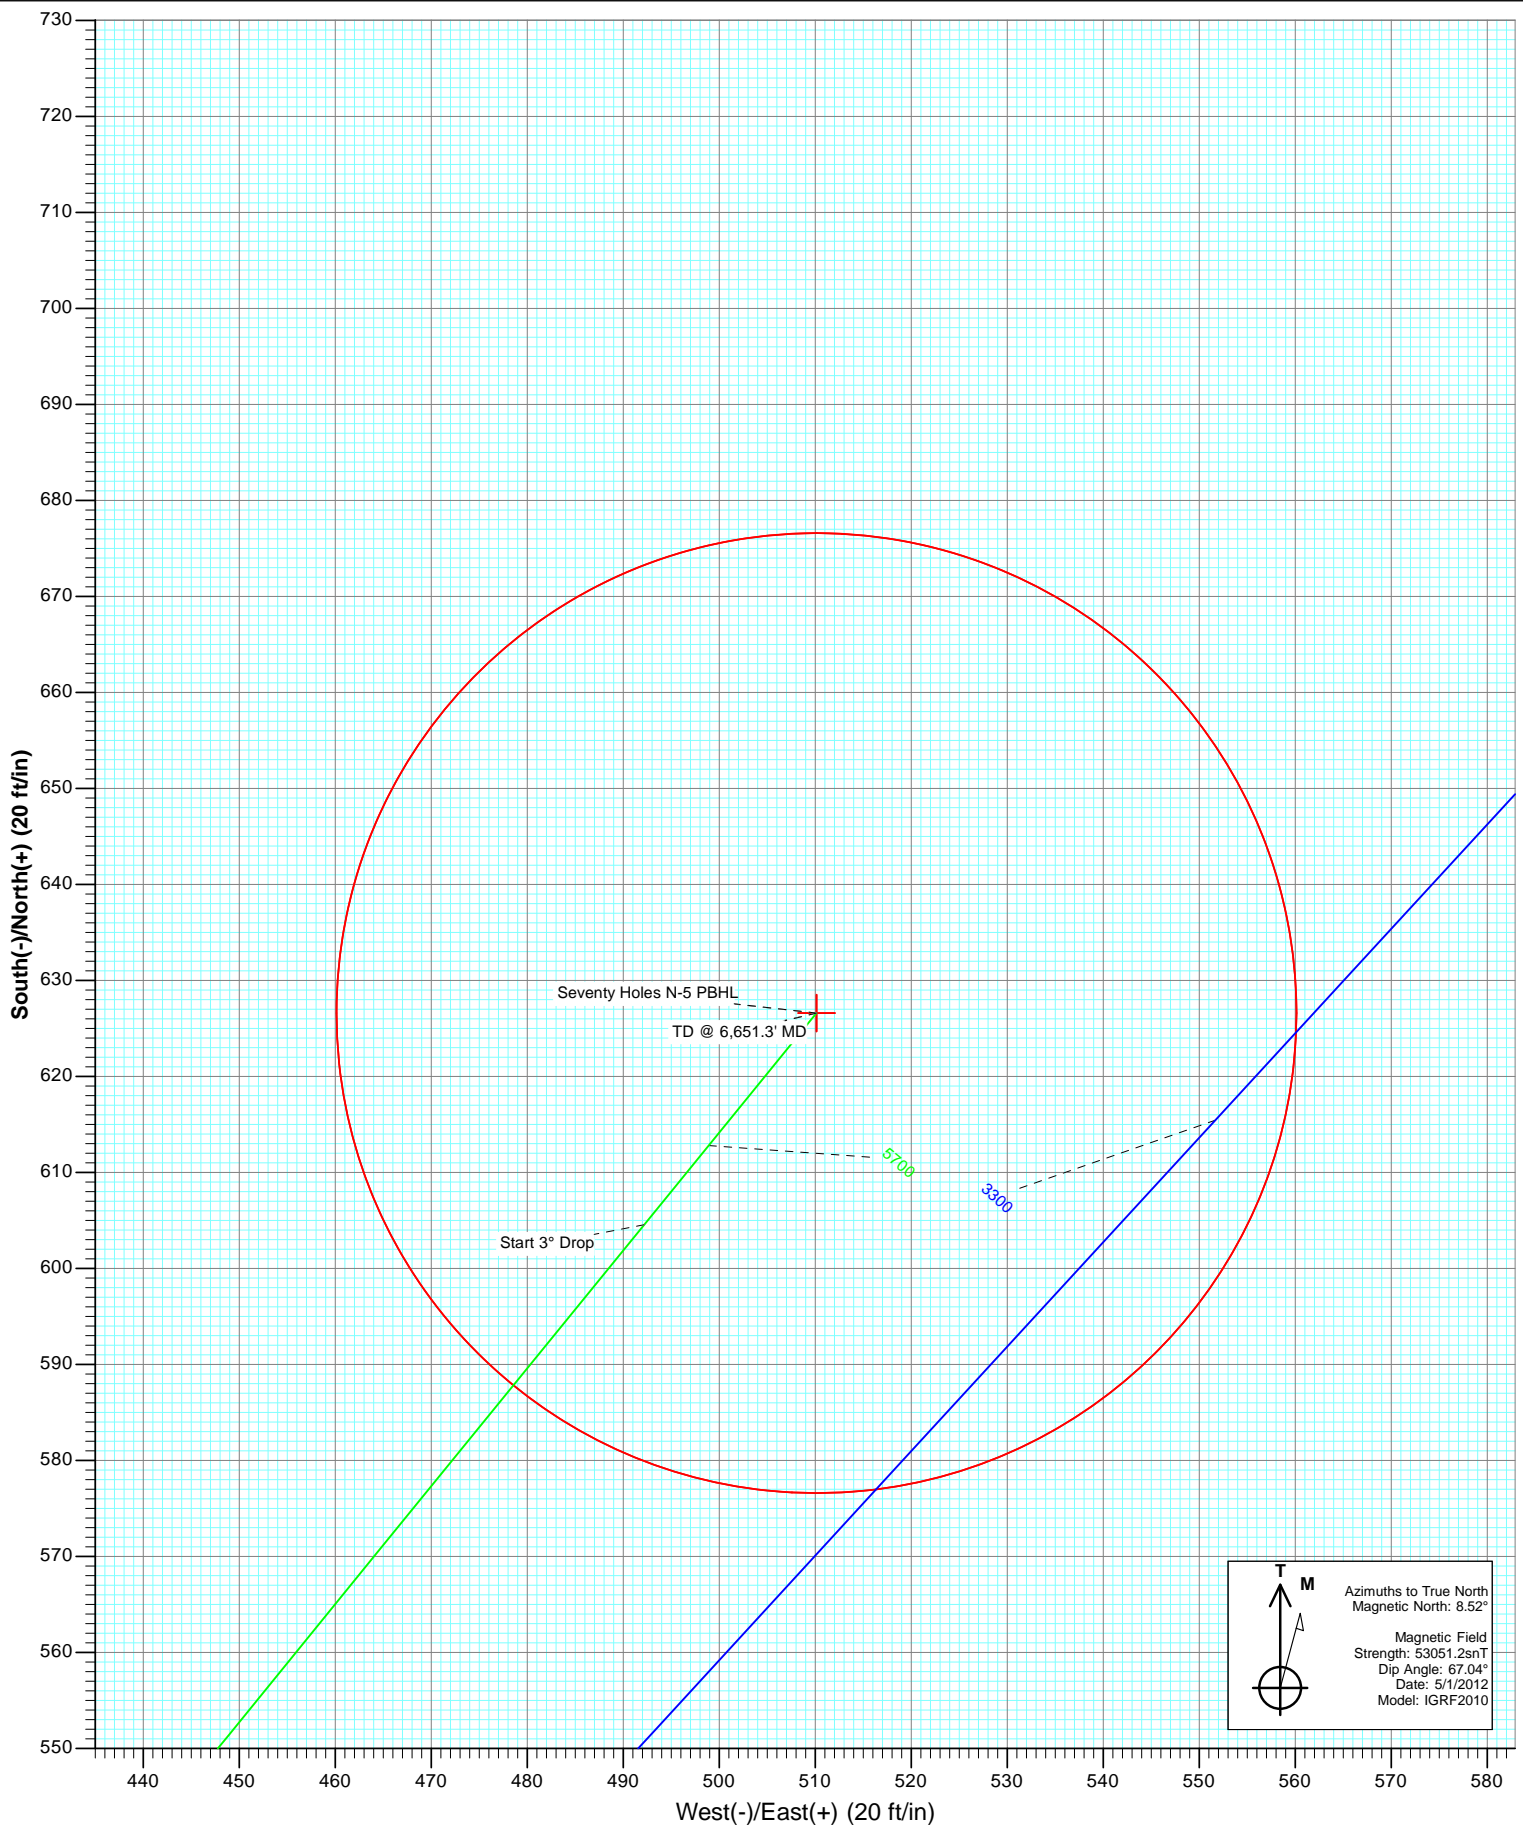 730
720
710
700
690
680
670
660
650
640
630
620
610
600
590
580
570
560
550
South(-)/North(+) (20 ft/in)
Seventy Holes N-5 PBHL
TD @ 6,651.3' MD
5700
3300
Start 3° Drop
T
M
Azimuths to True North
Magnetic North: 8.52°
Magnetic Field
Strength: 53051.2snT
Dip Angle: 67.04°
Date: 5/1/2012
Model: IGRF2010
440 450 460 470 480 490 500 510 520 530 540 550 560 570 580
West(-)/East(+) (20 ft/in)